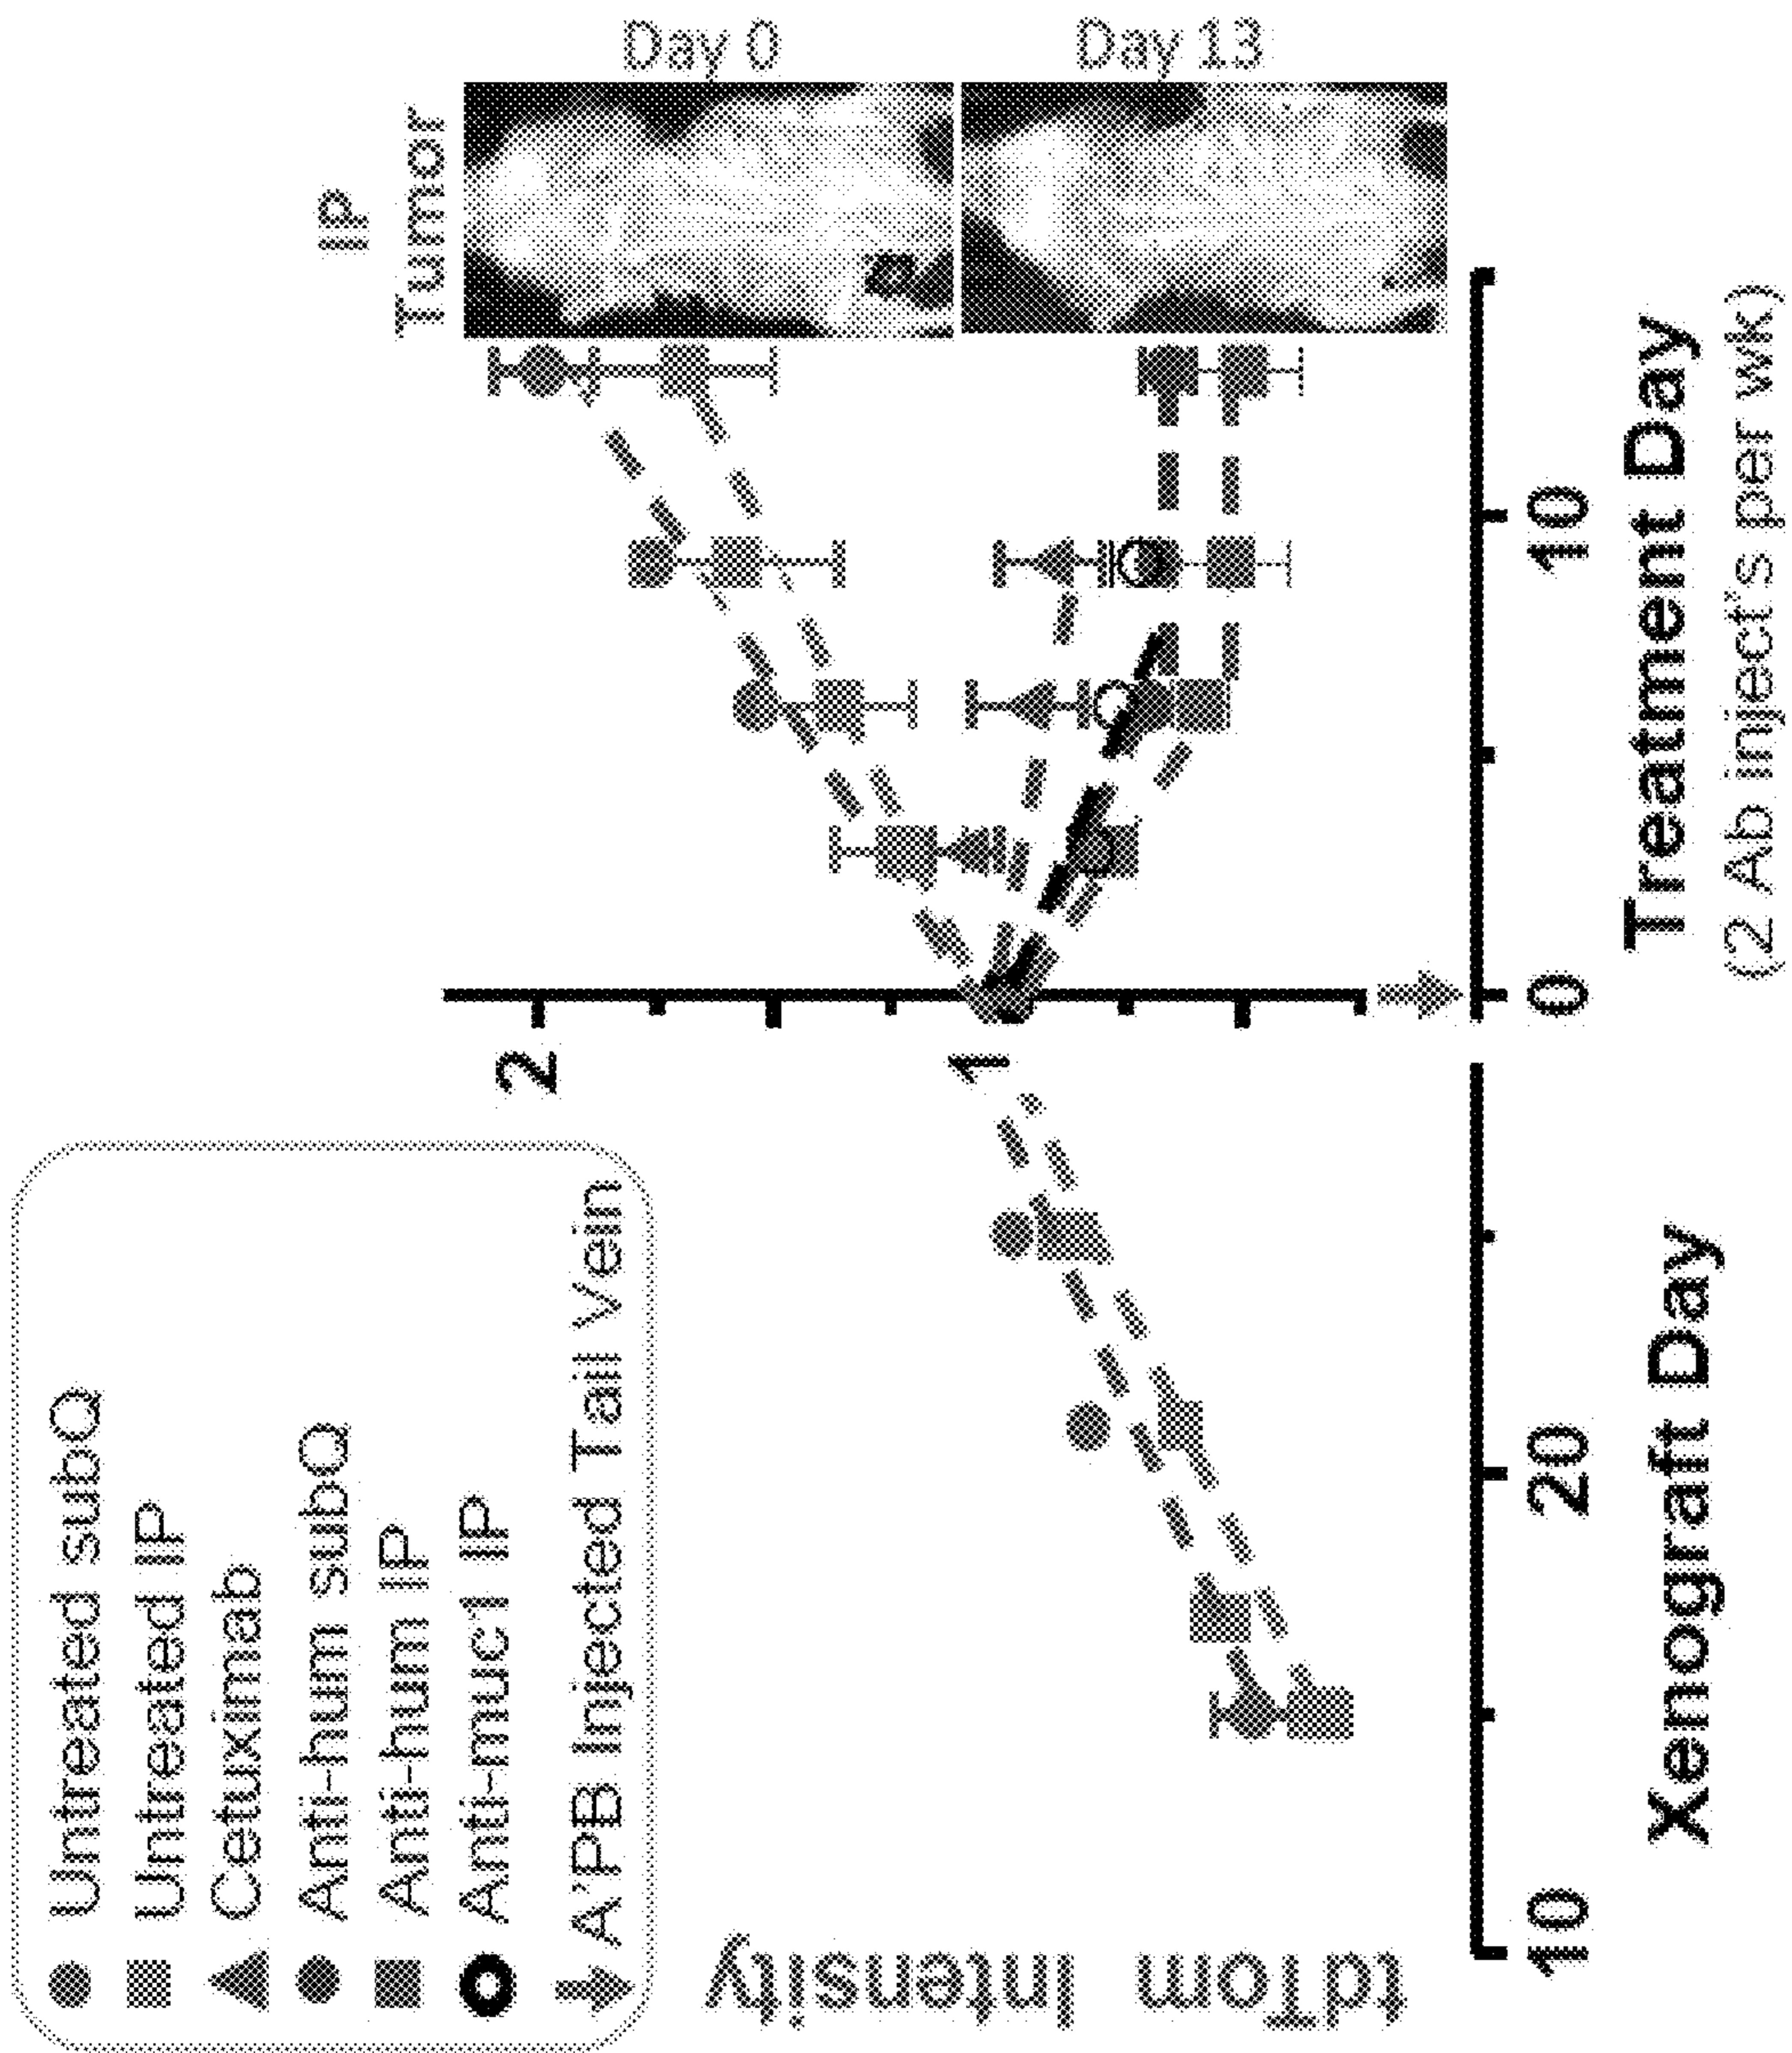 Untreated subQ
Untreated IP
Cetuximab
Anti-hum subQ
Anti-hum IP
Anti-muc1 IP
A'PB Injected Tail Vein
tdTom
Intensity
2
1
IP
Tumor
Day 0
Day 13
10
20
0
10
Xenograft Day
Treatment Day
(2 Ab inject's per wk)